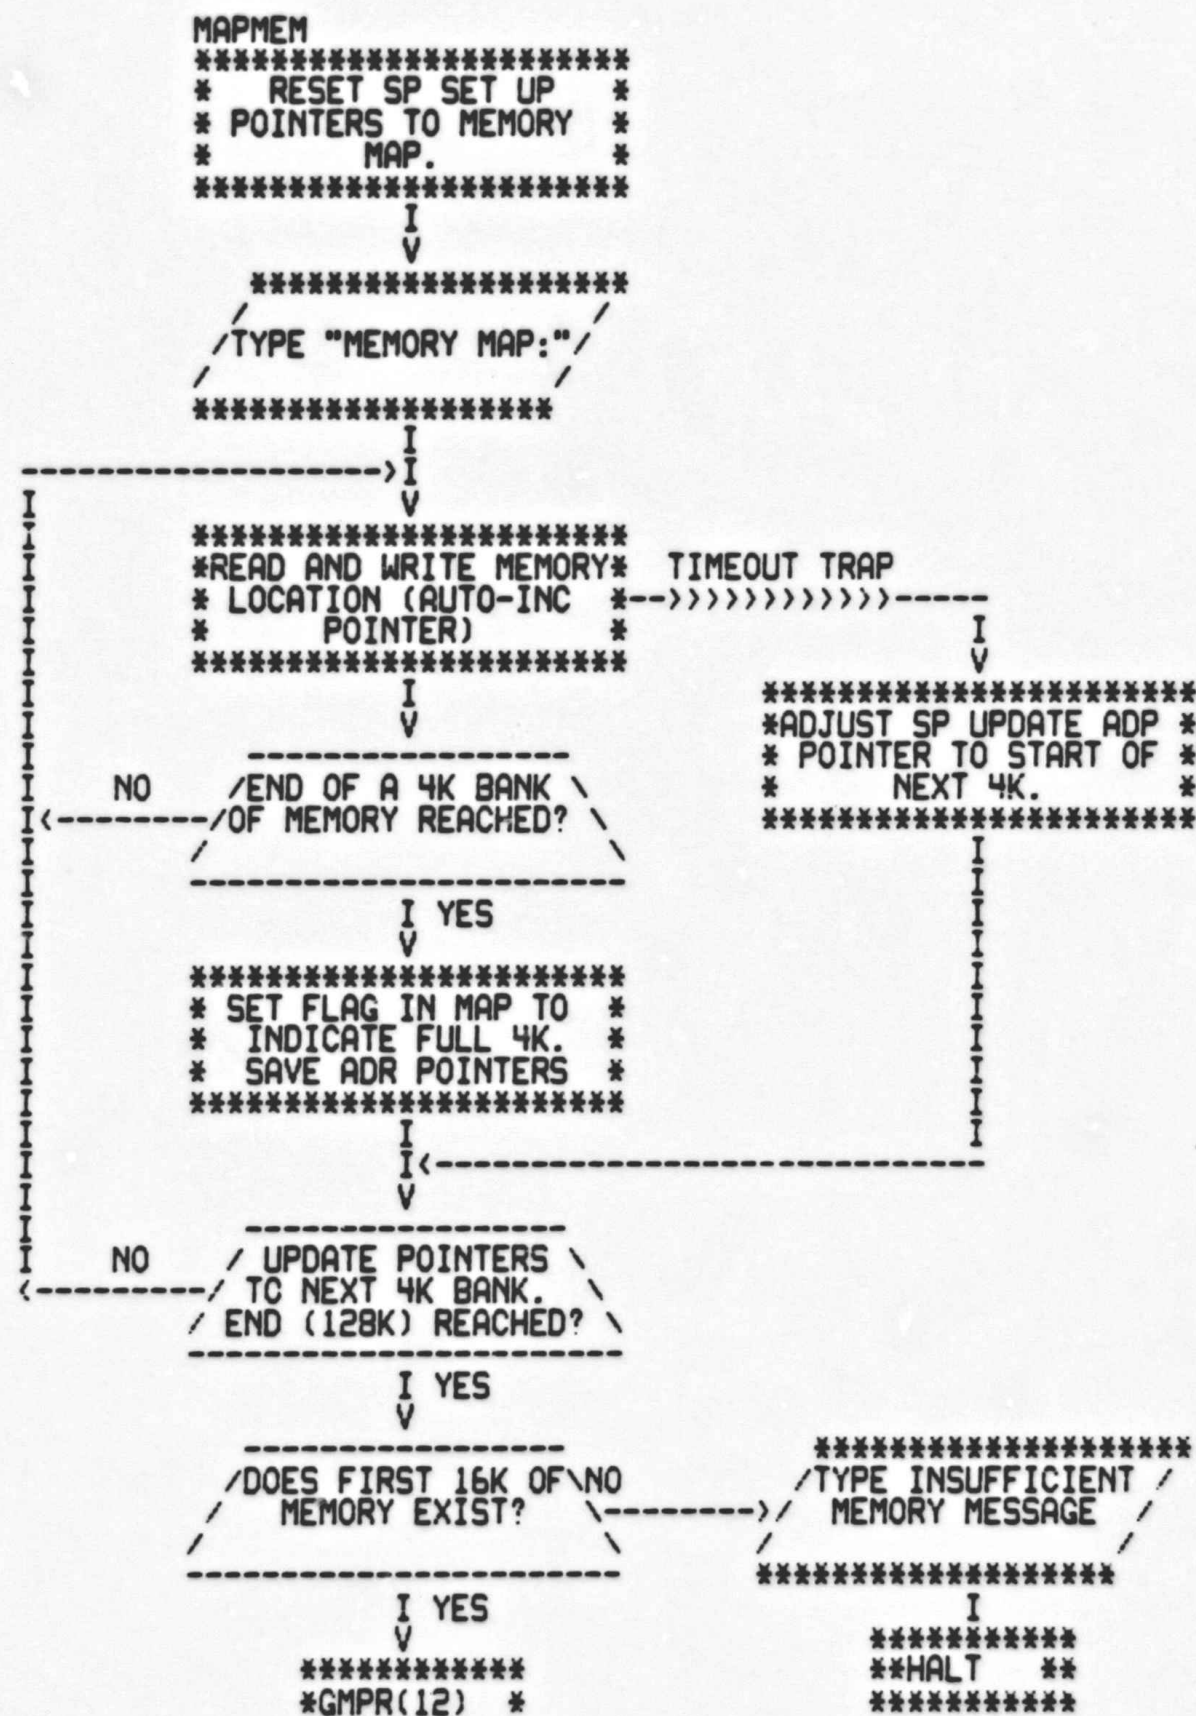 MAPMEM
RESET SP SET UP
POINTERS TO MEMORY
MAP.
TYPE "MEMORY MAP:"
READ AND WRITE MEMORY
LOCATION (AUTO-INC
POINTER)
TIMEOUT TRAP
ADJUST SP UPDATE ADP
POINTER TO START OF
NEXT 4K.
NO
END OF A 4K BANK
OF MEMORY REACHED?
YES
SET FLAG IN MAP TO
INDICATE FULL 4K.
SAVE ADR POINTERS
NO
UPDATE POINTERS
TC NEXT 4K BANK.
END (128K) REACHED?
YES
DOES FIRST 16K OF
MEMORY EXIST?
NO
TYPE INSUFFICIENT
MEMORY MESSAGE
YES
HALT
GMPR(12)